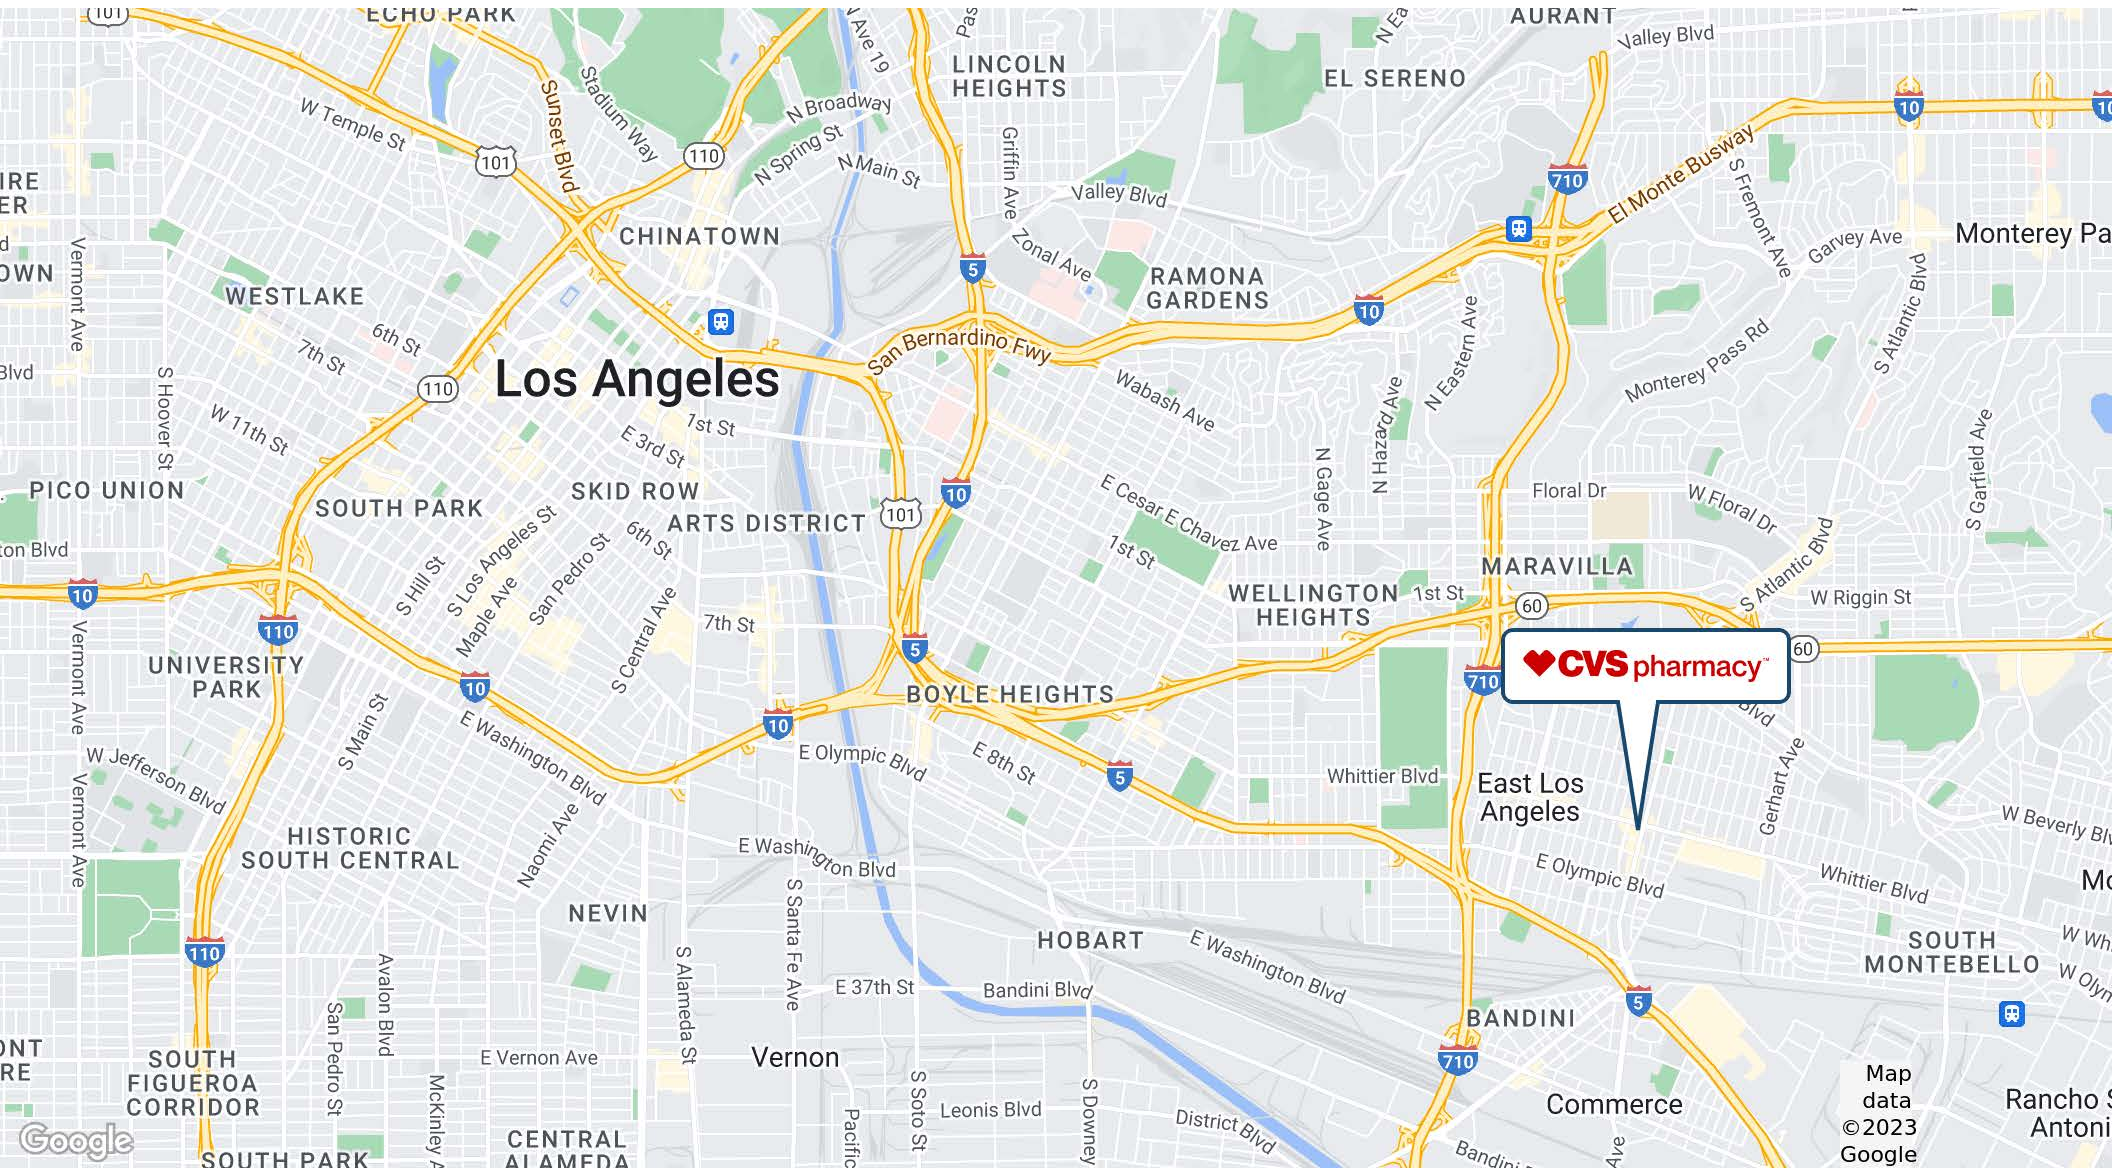 101
ECHO PARK
N Ave 19
LINCOLN
HEIGHTS
AURANT
Valley Blvd
EL SERENO
W Temple St
Sunset Blvd
Stadium Way
N Broadway
N Spring St
N Main St
Griffin Ave
10
10
101
110
710
El Monte Busway
S Fremont Ave
Valley Blvd
CHINATOWN
Zonal Ave
Garvey Ave
Monterey Pa
5
RAMONA
GARDENS
10
WESTLAKE
Vermont Ave
6th St
7th St
San Bernardino Fwy
N Eastern Ave
Monterey Pass Rd
S Atlantic Blvd
Los Angeles
110
S Hoover St
W 11th St
1st St
E 3rd St
Wabash Ave
N Hazard Ave
N Gage Ave
S Garfield Ave
PICO UNION
SOUTH PARK
SKID ROW
ARTS DISTRICT
101
10
E Cesar E Chavez Ave
Floral Dr
W Floral Dr
S Los Angeles St
6th St
1st St
MARAVILLA
S Hill St
Maple Ave
San Pedro St
S Central Ave
7th St
WELLINGTON
HEIGHTS
1st St
60
S Atlantic Blvd
W Riggin St
10
110
5
710
CVS pharmacy™
60
UNIVERSITY
PARK
Vermont Ave
10
BOYLE HEIGHTS
10
Blvd
S Main St
E Washington Blvd
E Olympic Blvd
E 8th St
5
Whittier Blvd
East Los
Angeles
Gerhart Ave
W Jefferson Blvd
Vermont Ave
HISTORIC
SOUTH CENTRAL
Naomi Ave
E Washington Blvd
E Olympic Blvd
Whittier Blvd
W Beverly Blv
NEVIN
S Santa Fe Ave
HOBART
E Washington Blvd
SOUTH
MONTEBELLO
110
Avalon Blvd
S Alameda St
E 37th St
Bandini Blvd
5
BANDINI
San Pedro St
E Vernon Ave
Vernon
710
SOUTH
FIGUEROA
CORRIDOR
S Soto St
S Downey
Leonis Blvd
District Blvd
Commerce
Rancho S
Antoni
CENTRAL
ALAMEDA
SOUTH PARK
Google
Map
data
©2023
Google